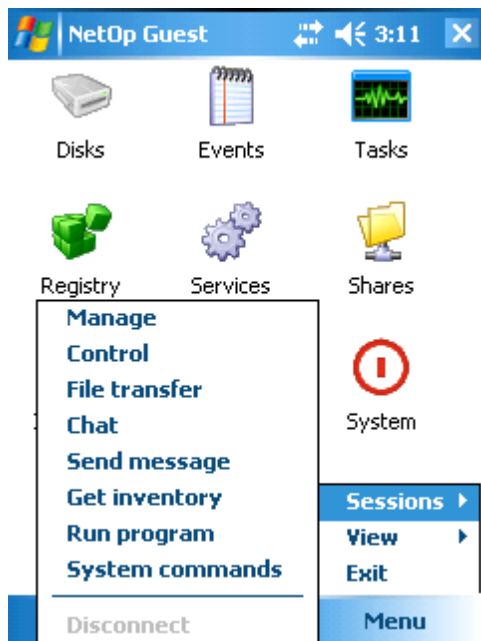 NetOp Guest 3:11
Disks Events Tasks
Registry Services Shares
Manage
Control
File transfer
Chat
System
Send message
Get inventory
Sessions
Run program
View
System commands
Exit
Disconnect
Menu